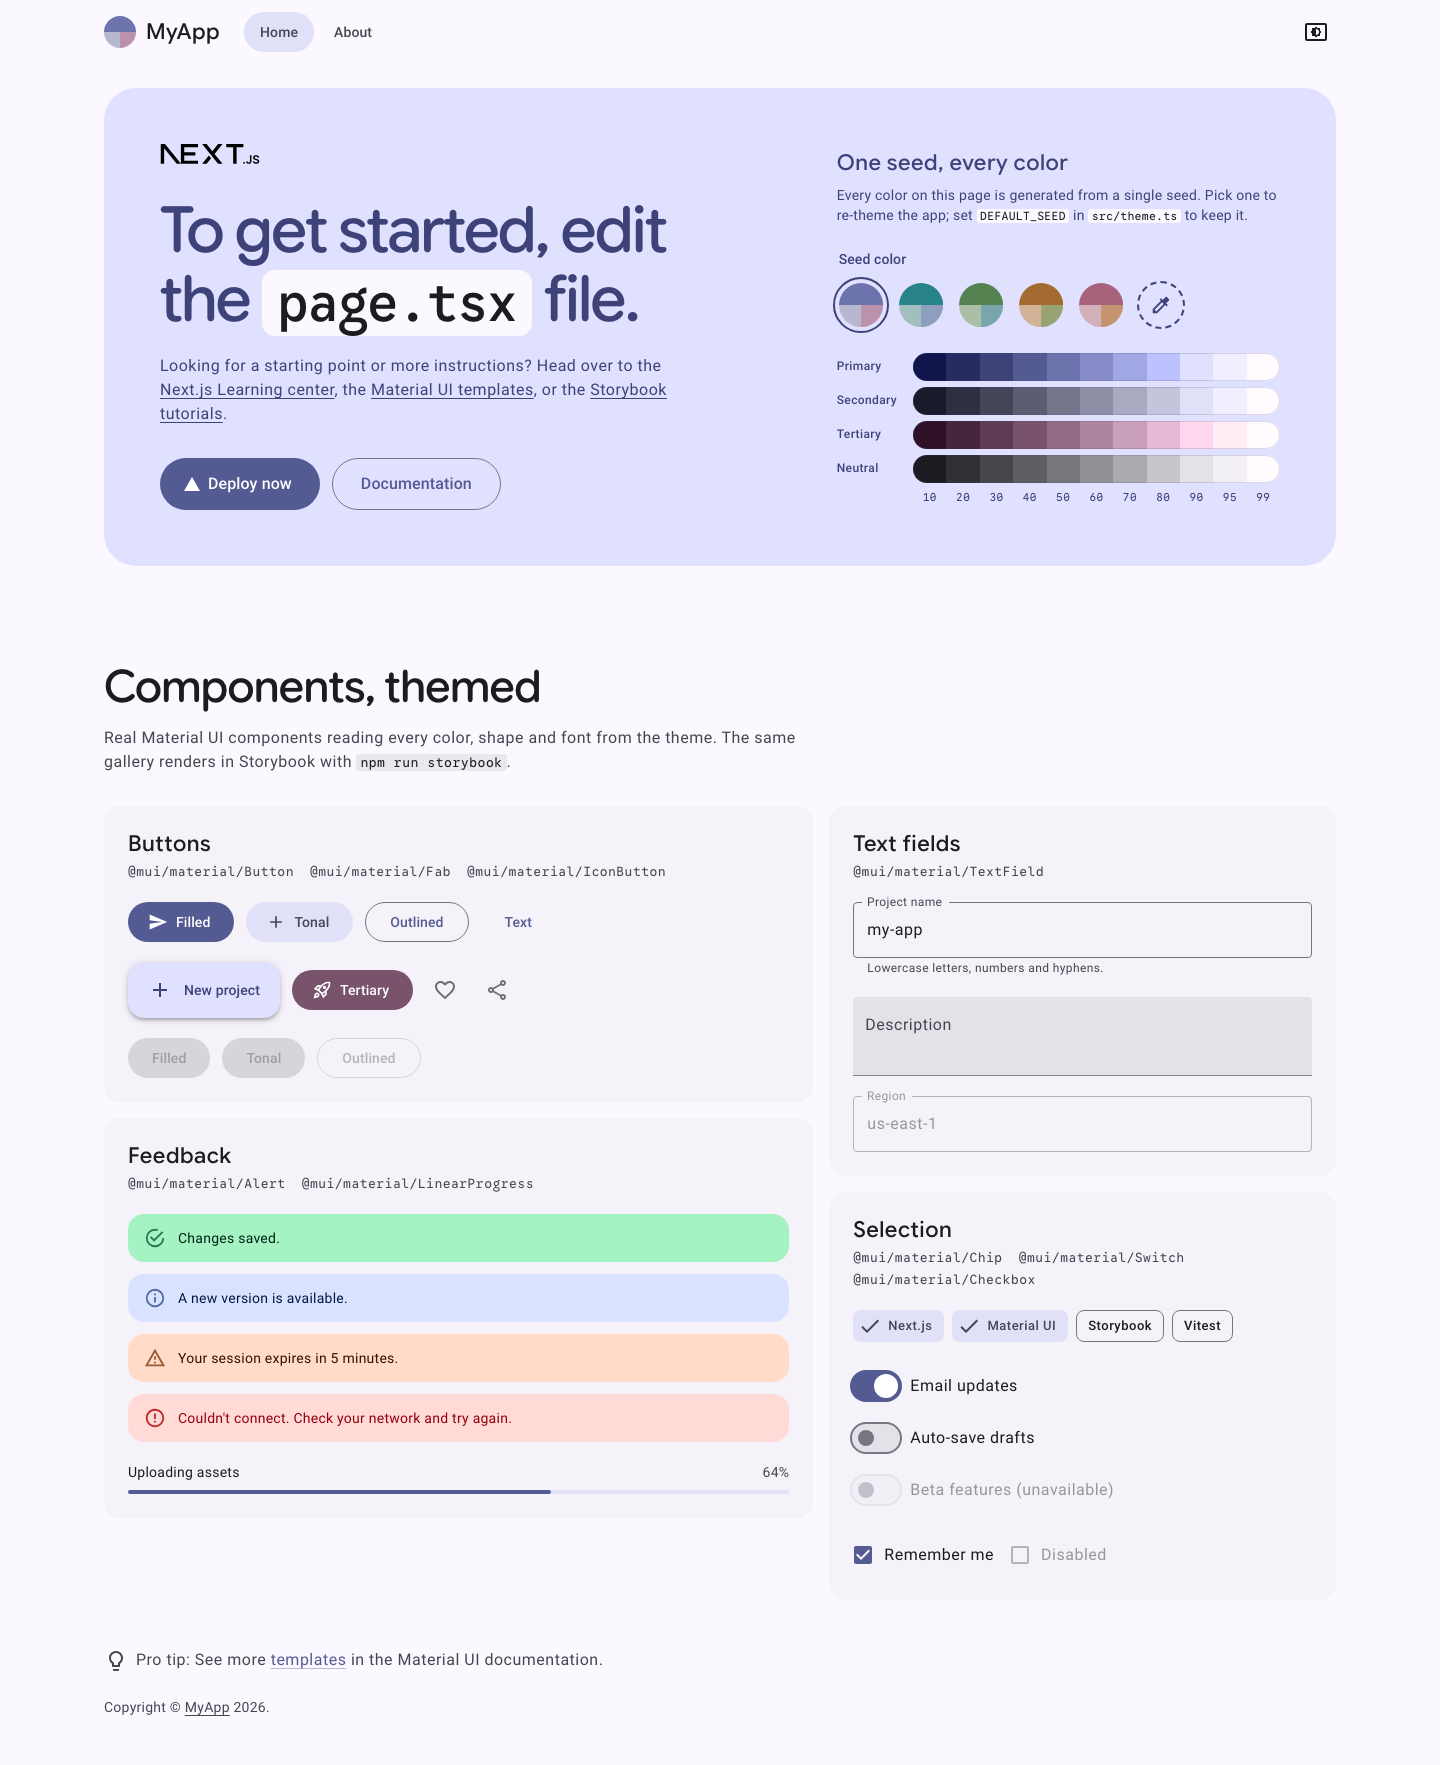 MyApp
Home
About
NEXT.JS
To get started, edit
the page.tsx file.
Looking for a starting point or more instructions? Head over to the
Next.js Learning center, the Material UI templates, or the Storybook
tutorials.
Deploy now
Documentation
One seed, every color
Every color on this page is generated from a single seed. Pick one to
re-theme the app; set DEFAULT_SEED in src/theme.ts to keep it.
Seed color
Primary
Secondary
Tertiary
Neutral
10 20 30 40 50 60 70 80 90 95 99
Components, themed
Real Material UI components reading every color, shape and font from the theme. The same
gallery renders in Storybook with npm run storybook.
Buttons
@mui/material/Button @mui/material/Fab @mui/material/IconButton
Filled
Tonal
Outlined
Text
New project
Tertiary
Filled
Tonal
Outlined
Feedback
@mui/material/Alert @mui/material/LinearProgress
Changes saved.
A new version is available.
Your session expires in 5 minutes.
Couldn't connect. Check your network and try again.
Uploading assets
64%
Text fields
@mui/material/TextField
Project name
my-app
Lowercase letters, numbers and hyphens.
Description
Region
us-east-1
Selection
@mui/material/Chip @mui/material/Switch
@mui/material/Checkbox
Next.js
Material UI
Storybook
Vitest
Email updates
Auto-save drafts
Beta features (unavailable)
Remember me
Disabled
Pro tip: See more templates in the Material UI documentation.
Copyright © MyApp 2026.